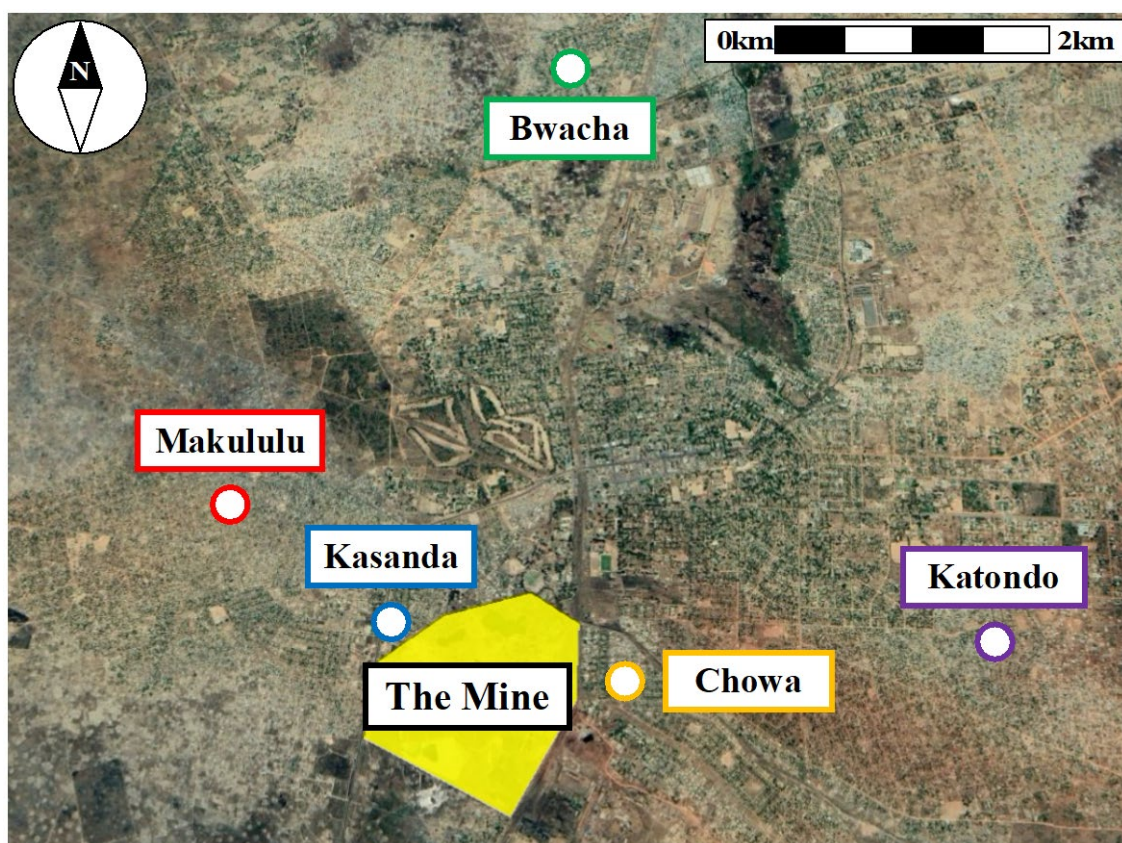 N
0km 2km
Bwacha
Makululu
Kasanda
Katondo
The Mine
Chowa